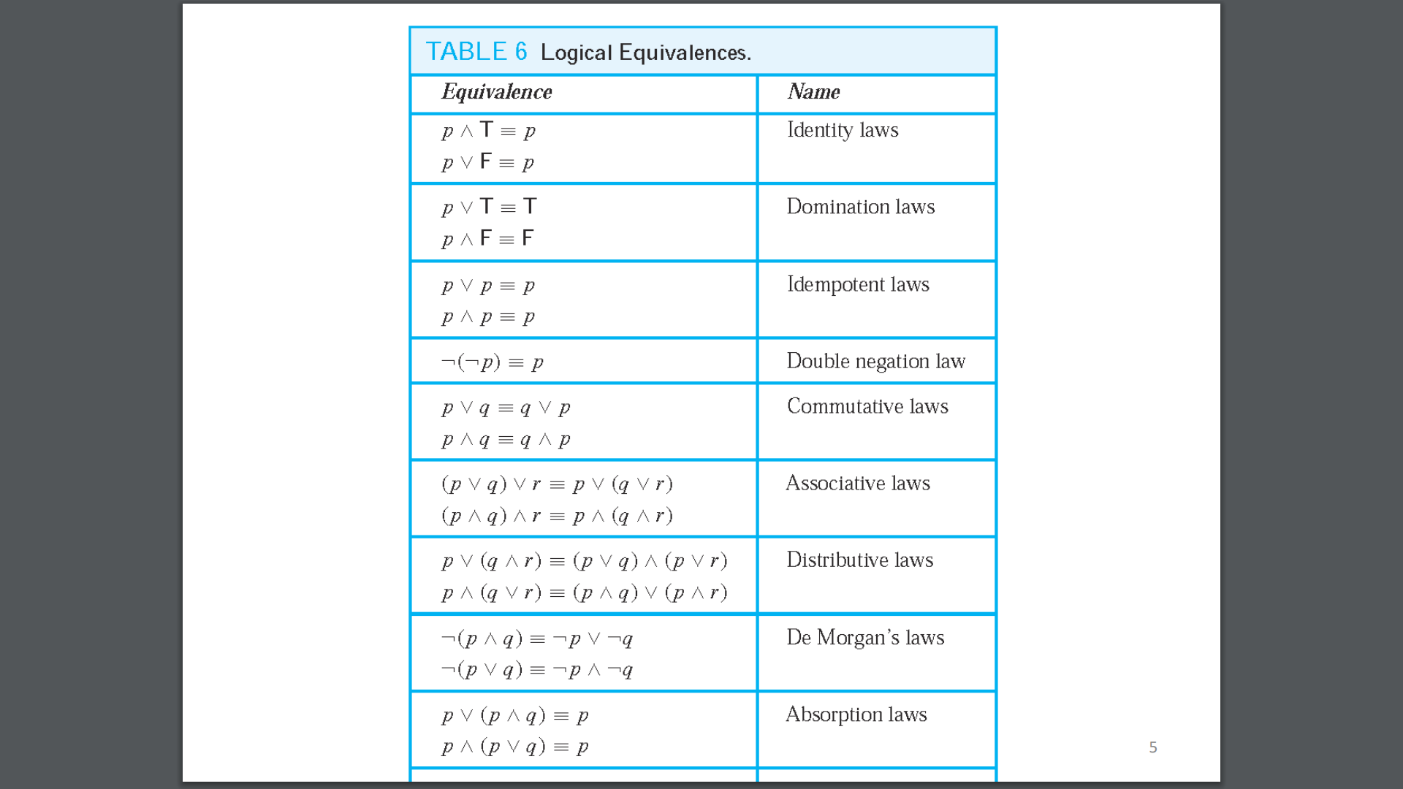 TABLE 6 Logical Equivalences.
Equivalence Name
p ∧ T ≡ p Identity laws
p ∨ F ≡ p
p ∨ T ≡ T Domination laws
p ∧ F ≡ F
p ∨ p ≡ p Idempotent laws
p ∧ p ≡ p
¬(¬p) ≡ p Double negation law
p ∨ q ≡ q ∨ p Commutative laws
p ∧ q ≡ q ∧ p
(p ∨ q) ∨ r ≡ p ∨ (q ∨ r) Associative laws
(p ∧ q) ∧ r ≡ p ∧ (q ∧ r)
p ∨ (q ∧ r) ≡ (p ∨ q) ∧ (p ∨ r) Distributive laws
p ∧ (q ∨ r) ≡ (p ∧ q) ∨ (p ∧ r)
¬(p ∧ q) ≡ ¬p ∨ ¬q De Morgan's laws
¬(p ∨ q) ≡ ¬p ∧ ¬q
p ∨ (p ∧ q) ≡ p Absorption laws
p ∧ (p ∨ q) ≡ p
5